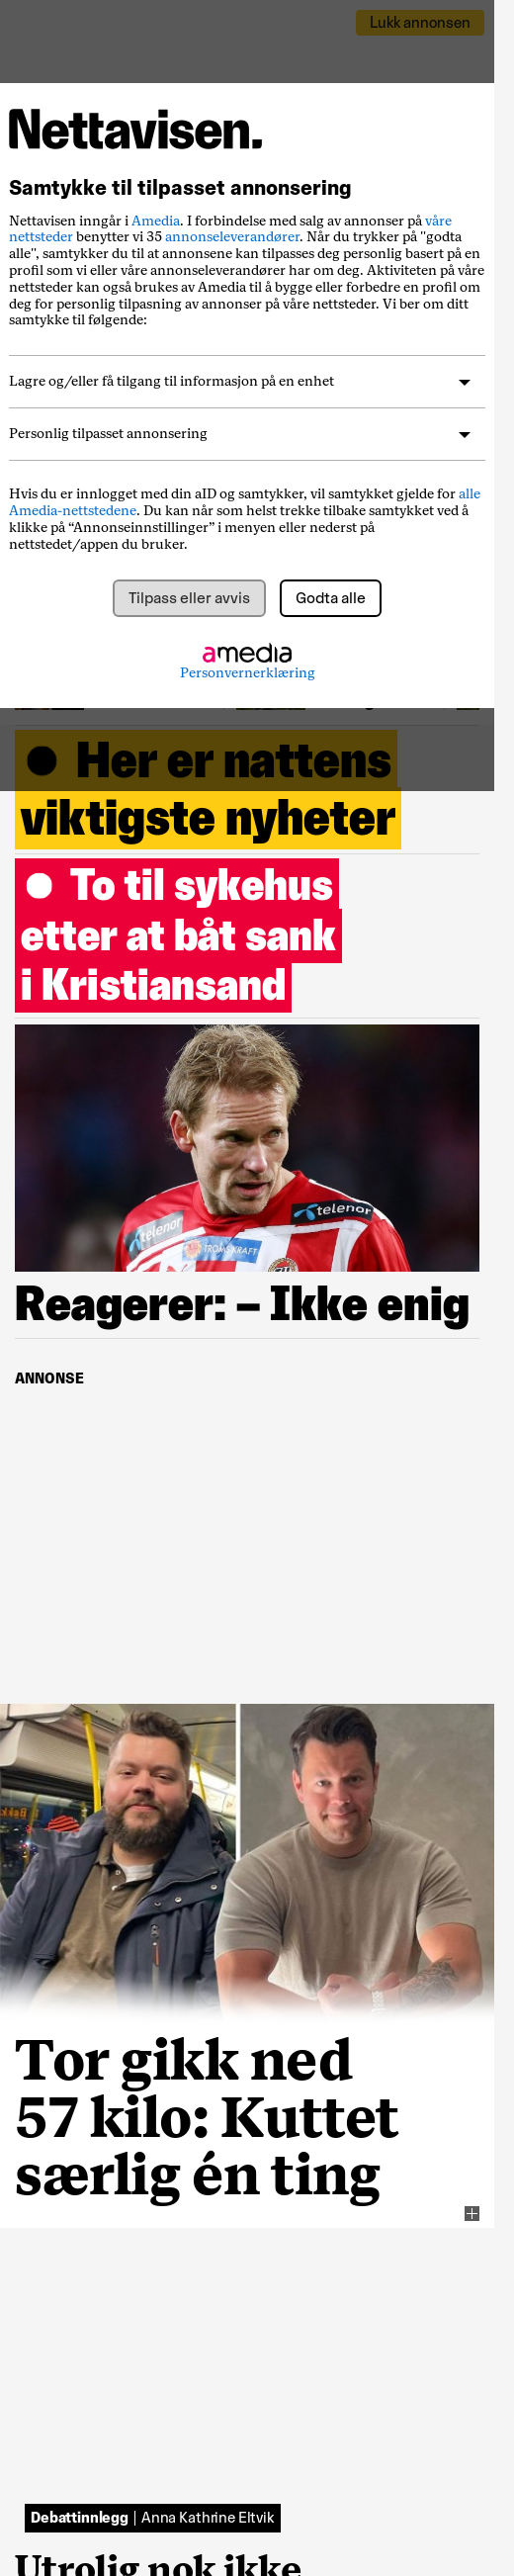 Lukk annonsen
Nettavisen.
Samtykke til tilpasset annonsering
Nettavisen inngår i Amedia. I forbindelse med salg av annonser på våre
nettsteder benytter vi 35 annonseleverandører. Når du trykker på "godta
alle", samtykker du til at annonsene kan tilpasses deg personlig basert på en
profil som vi eller våre annonseleverandører har om deg. Aktiviteten på våre
nettsteder kan også brukes av Amedia til å bygge eller forbedre en profil om
deg for personlig tilpasning av annonser på våre nettsteder. Vi ber om ditt
samtykke til følgende:
Lagre og/eller få tilgang til informasjon på en enhet
Personlig tilpasset annonsering
Hvis du er innlogget med din aID og samtykker, vil samtykket gjelde for alle
Amedia-nettstedene. Du kan når som helst trekke tilbake samtykket ved å
klikke på “Annonseinnstillinger” i menyen eller nederst på
nettstedet/appen du bruker.
Tilpass eller avvis
Godta alle
amedia
Personvernerklæring
Her er nattens
viktigste nyheter
To til sykehus
etter at båt sank
i Kristiansand
telenor
telenor
TROMSKRAFT
Reagerer: – Ikke enig
ANNONSE
Tor gikk ned
57 kilo: Kuttet
særlig én ting
Debattinnlegg | Anna Kathrine Eltvik
Utrolig nok ikke